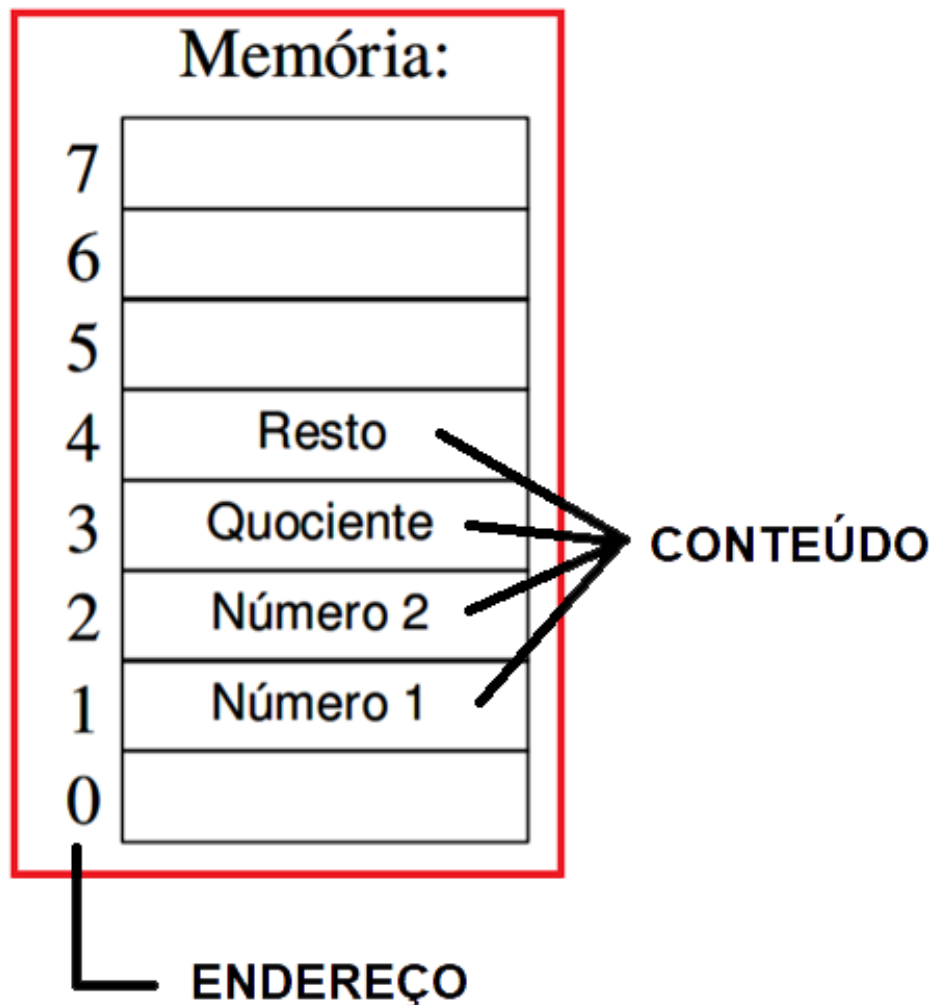 Memória:
7
6
5
4 Resto
3 Quociente
CONTEÚDO
2 Número 2
1 Número 1
0
ENDEREÇO